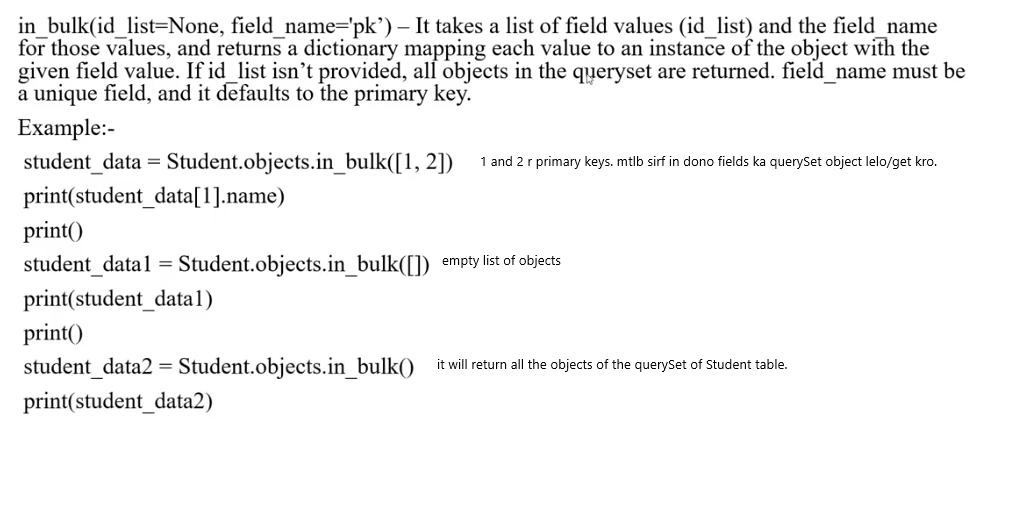 in_bulk(id_list=None, field_name='pk’) – It takes a list of field values (id_list) and the field_name
for those values, and returns a dictionary mapping each value to an instance of the object with the
given field value. If id_list isn’t provided, all objects in the queryset are returned. field_name must be
a unique field, and it defaults to the primary key.
Example:-
student_data = Student.objects.in_bulk([1, 2]) 1 and 2 r primary keys. mtlb sirf in dono fields ka querySet object lelo/get kro.
print(student_data[1].name)
print()
student_data1 = Student.objects.in_bulk([]) empty list of objects
print(student_data1)
print()
student_data2 = Student.objects.in_bulk() it will return all the objects of the querySet of Student table.
print(student_data2)